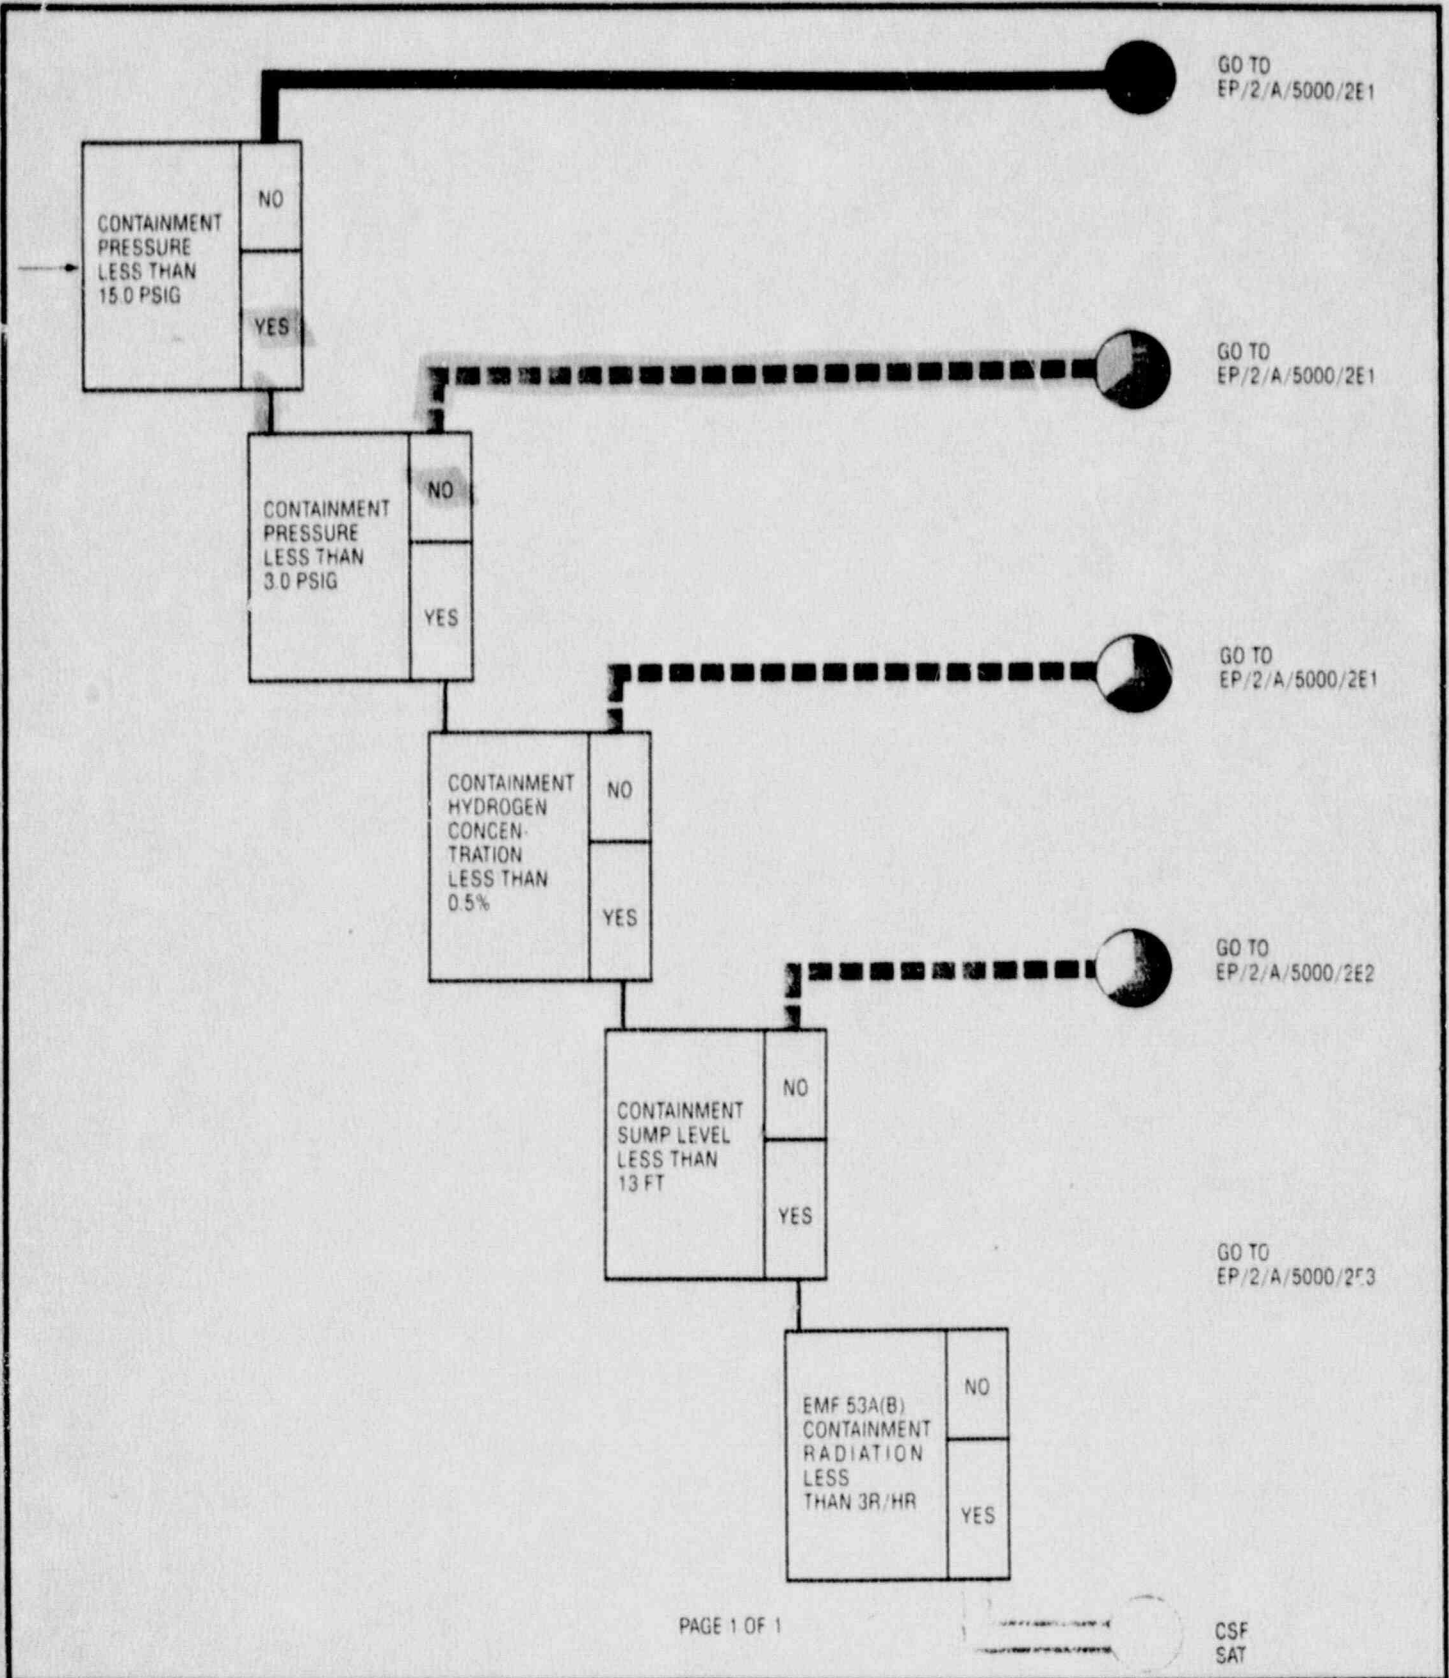 GO TO
EP/2/A/5000/2E1
NO
CONTAINMENT
PRESSURE
LESS THAN
15.0 PSIG
YES
GO TO
EP/2/A/5000/2E1
NO
CONTAINMENT
PRESSURE
LESS THAN
3.0 PSIG
YES
GO TO
EP/2/A/5000/2E1
CONTAINMENT
HYDROGEN
CONCEN-
TRATION
LESS THAN
0.5%
NO
YES
GO TO
EP/2/A/5000/2E2
NO
CONTAINMENT
SUMP LEVEL
LESS THAN
13 FT
YES
GO TO
NO
EMF 53A(B)
CONTAINMENT
RADIATION
LESS
THAN 3R/HR
YES
PAGE 1 OF 1
CSF
SAT